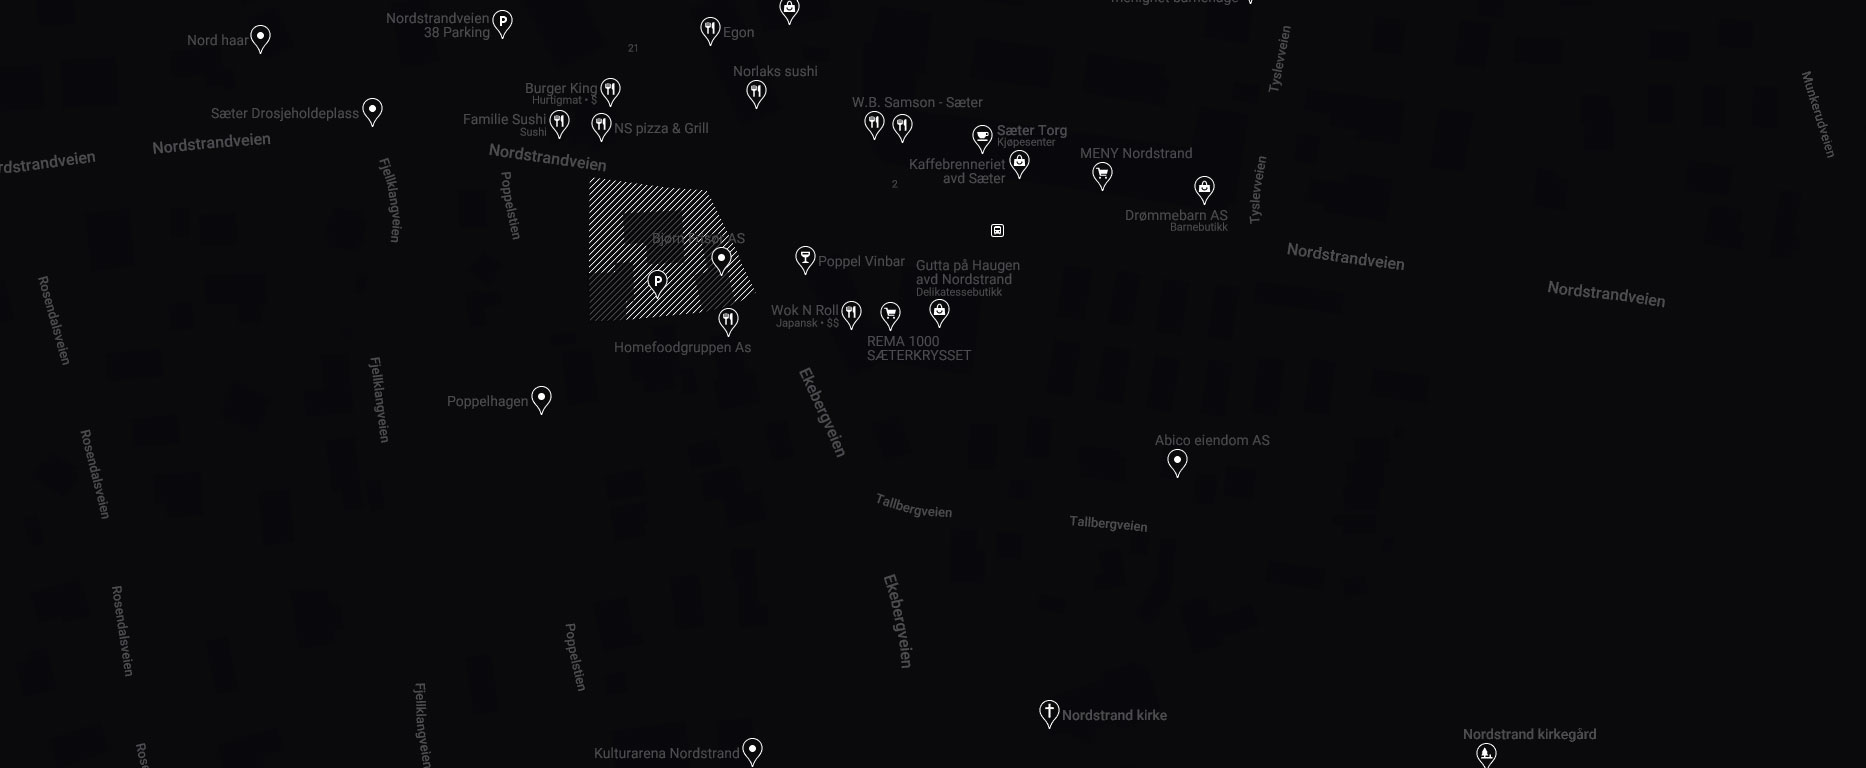 Nordstrandveien
38 Parking
Nord haar
Egon
21
Norlaks sushi
Burger King
Hurtigmat • $
W.B. Samson - Sæter
Sæter Drosjeholdeplass
Familie Sushi
Sushi
NS pizza & Grill
Sæter Torg
Kjøpesenter
Kaffebrenneriet
avd Sæter
MENY Nordstrand
Nordstrandveien
Nordstrandveien
2
Drømmebarn AS
Barnebutikk
Tyslevveien
Tyslevveien
Munkerudveien
Fjellklangveien
Poppelstien
AS
Poppel Vinbar
Gutta på Haugen
avd Nordstrand
Delikatessebutikk
Nordstrandveien
Nordstrandveien
P
P
Wok N Roll
Japansk • $$
REMA 1000
SÆTERKRYSSET
Homefoodgruppen As
Rosendalsveien
Fjellklangveien
Poppelhagen
Ekebergveien
Abico eiendom AS
Rosendalsveien
Tallbergveien
Tallbergveien
Rosendalsveien
Ekebergveien
Poppelstien
Fjellklangveien
Nordstrand kirke
Nordstrand kirkegård
Kulturarena Nordstrand